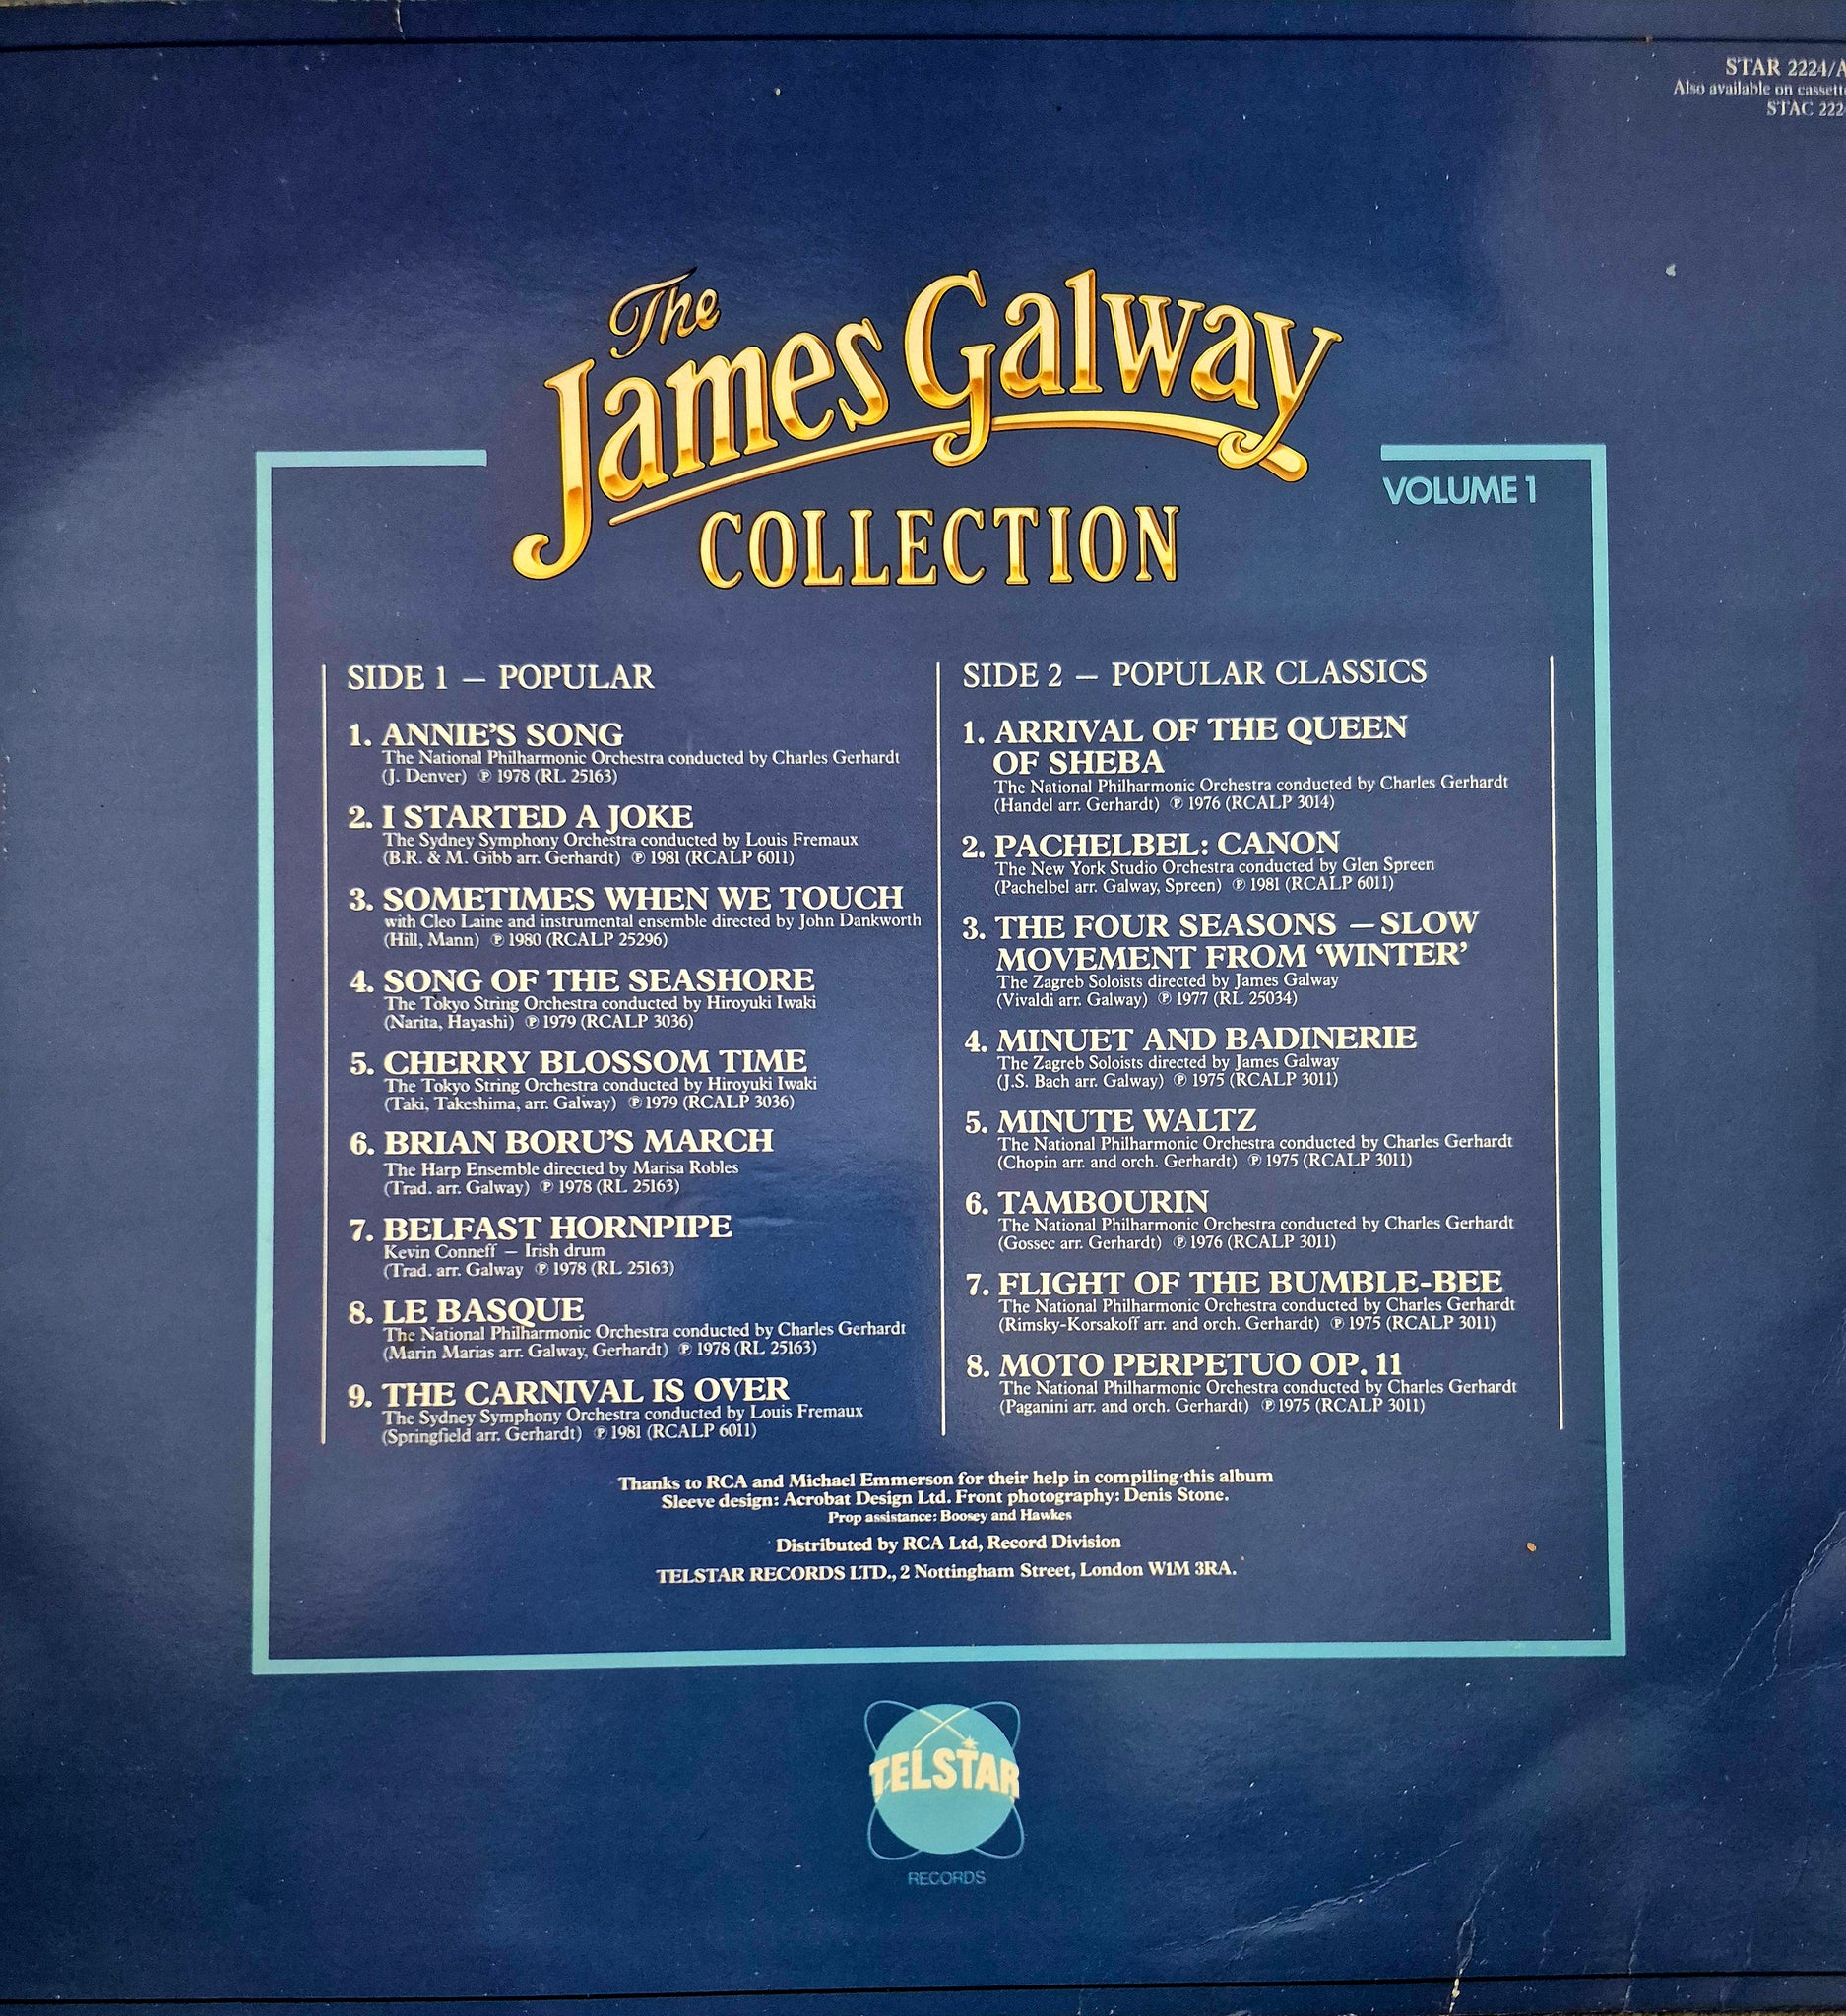 STAR 2224/A
Also available on cassette
STAC 222
The
James Galway
COLLECTION
VOLUME 1
SIDE 1 – POPULAR
1. ANNIE'S SONG
The National Philharmonic Orchestra conducted by Charles Gerhardt
(J. Denver) ℗ 1978 (RL 25163)
2. I STARTED A JOKE
The Sydney Symphony Orchestra conducted by Louis Fremaux
(B.R. & M. Gibb arr. Gerhardt) ℗ 1981 (RCALP 6011)
3. SOMETIMES WHEN WE TOUCH
with Cleo Laine and instrumental ensemble directed by John Dankworth
(Hill, Mann) ℗ 1980 (RCALP 25296)
4. SONG OF THE SEASHORE
The Tokyo String Orchestra conducted by Hiroyuki Iwaki
(Narita, Hayashi) ℗ 1979 (RCALP 3036)
5. CHERRY BLOSSOM TIME
The Tokyo String Orchestra conducted by Hiroyuki Iwaki
(Taki, Takeshima, arr. Galway) ℗ 1979 (RCALP 3036)
6. BRIAN BORU'S MARCH
The Harp Ensemble directed by Marisa Robles
(Trad. arr. Galway) ℗ 1978 (RL 25163)
7. BELFAST HORNPIPE
Kevin Conneff – Irish drum
(Trad. arr. Galway ℗ 1978 (RL 25163)
8. LE BASQUE
The National Philharmonic Orchestra conducted by Charles Gerhardt
(Marin Marias arr. Galway, Gerhardt) ℗ 1978 (RL 25163)
9. THE CARNIVAL IS OVER
The Sydney Symphony Orchestra conducted by Louis Fremaux
(Springfield arr. Gerhardt) ℗ 1981 (RCALP 6011)
SIDE 2 – POPULAR CLASSICS
1. ARRIVAL OF THE QUEEN
OF SHEBA
The National Philharmonic Orchestra conducted by Charles Gerhardt
(Handel arr. Gerhardt) ℗ 1976 (RCALP 3014)
2. PACHELBEL: CANON
The New York Studio Orchestra conducted by Glen Spreen
(Pachelbel arr. Galway, Spreen) ℗ 1981 (RCALP 6011)
3. THE FOUR SEASONS – SLOW
MOVEMENT FROM 'WINTER'
The Zagreb Soloists directed by James Galway
(Vivaldi arr. Galway) ℗ 1977 (RL 25034)
4. MINUET AND BADINERIE
The Zagreb Soloists directed by James Galway
(J.S. Bach arr. Galway) ℗ 1975 (RCALP 3011)
5. MINUTE WALTZ
The National Philharmonic Orchestra conducted by Charles Gerhardt
(Chopin arr. and orch. Gerhardt) ℗ 1975 (RCALP 3011)
6. TAMBOURIN
The National Philharmonic Orchestra conducted by Charles Gerhardt
(Gossec arr. Gerhardt) ℗ 1976 (RCALP 3011)
7. FLIGHT OF THE BUMBLE-BEE
The National Philharmonic Orchestra conducted by Charles Gerhardt
(Rimsky-Korsakoff arr. and orch. Gerhardt) ℗ 1975 (RCALP 3011)
8. MOTO PERPETUO OP. 11
The National Philharmonic Orchestra conducted by Charles Gerhardt
(Paganini arr. and orch. Gerhardt) ℗ 1975 (RCALP 3011)
Thanks to RCA and Michael Emmerson for their help in compiling this album
Sleeve design: Acrobat Design Ltd. Front photography: Denis Stone.
Prop assistance: Boosey and Hawkes
Distributed by RCA Ltd, Record Division
TELSTAR RECORDS LTD., 2 Nottingham Street, London W1M 3RA.
TELSTAR
RECORDS